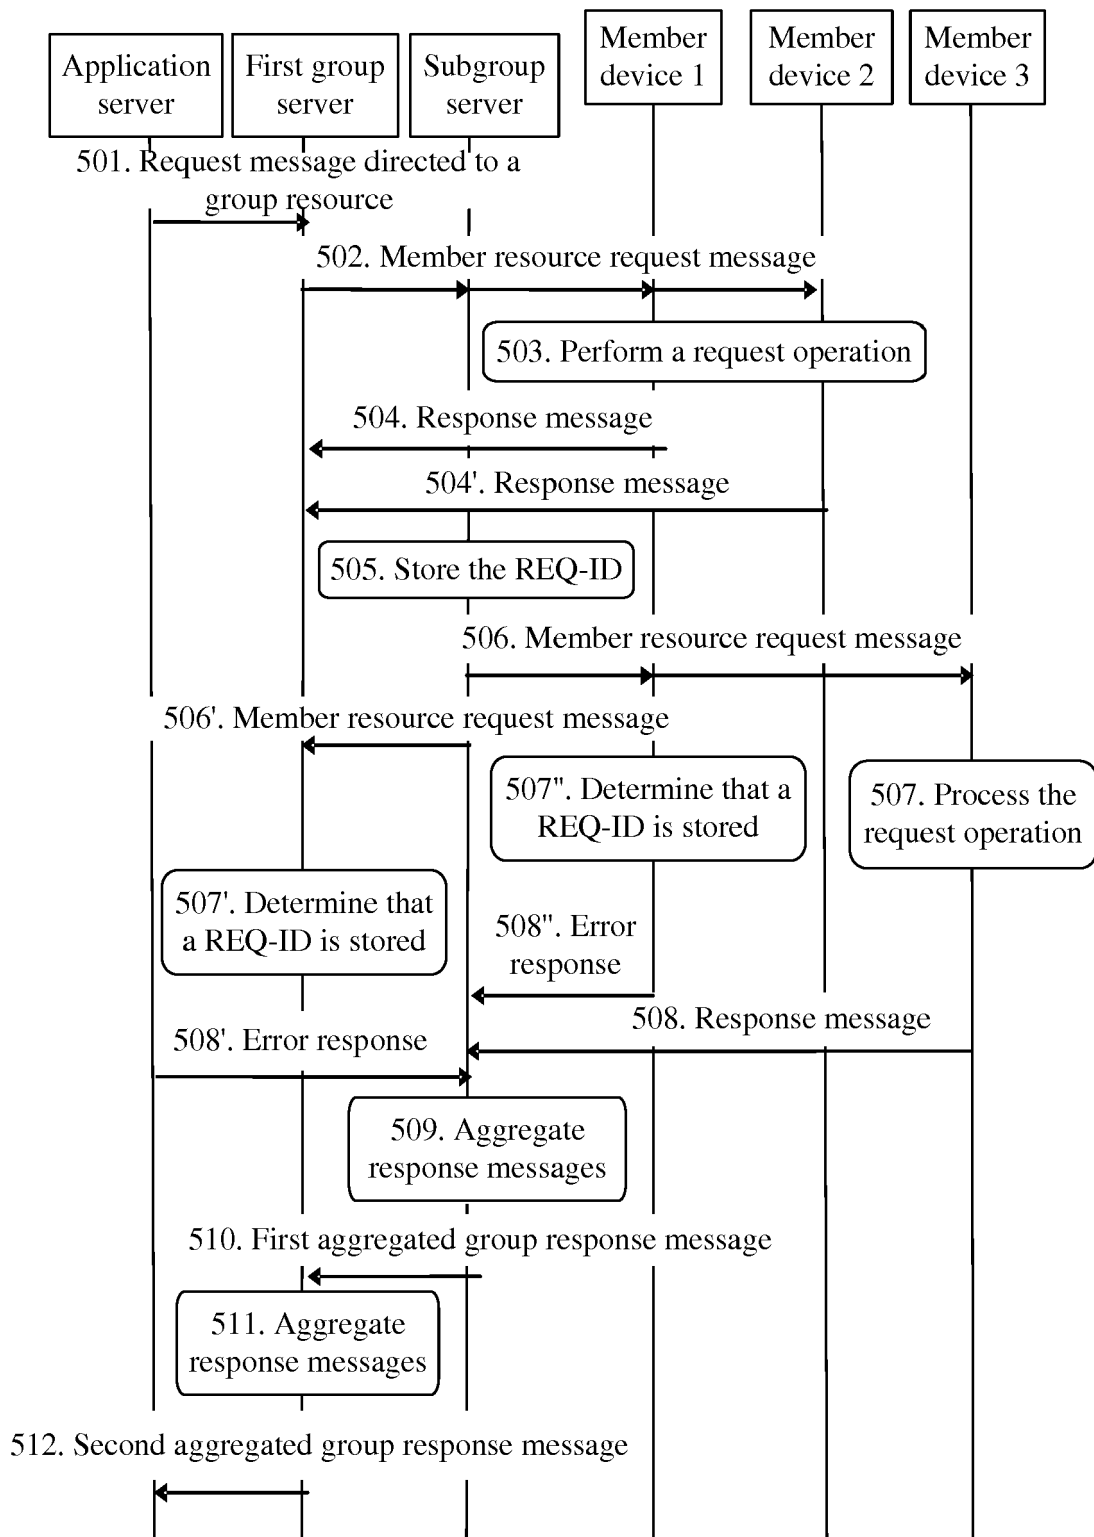 Application
server
First group
server
Subgroup
server
Member
device 1
Member
device 2
Member
device 3
501. Request message directed to a
group resource
502. Member resource request message
503. Perform a request operation
504. Response message
504'. Response message
505. Store the REQ-ID
506. Member resource request message
506'. Member resource request message
507''. Determine that a
REQ-ID is stored
507. Process the
request operation
507'. Determine that
a REQ-ID is stored
508''. Error
response
508. Response message
508'. Error response
509. Aggregate
response messages
510. First aggregated group response message
511. Aggregate
response messages
512. Second aggregated group response message